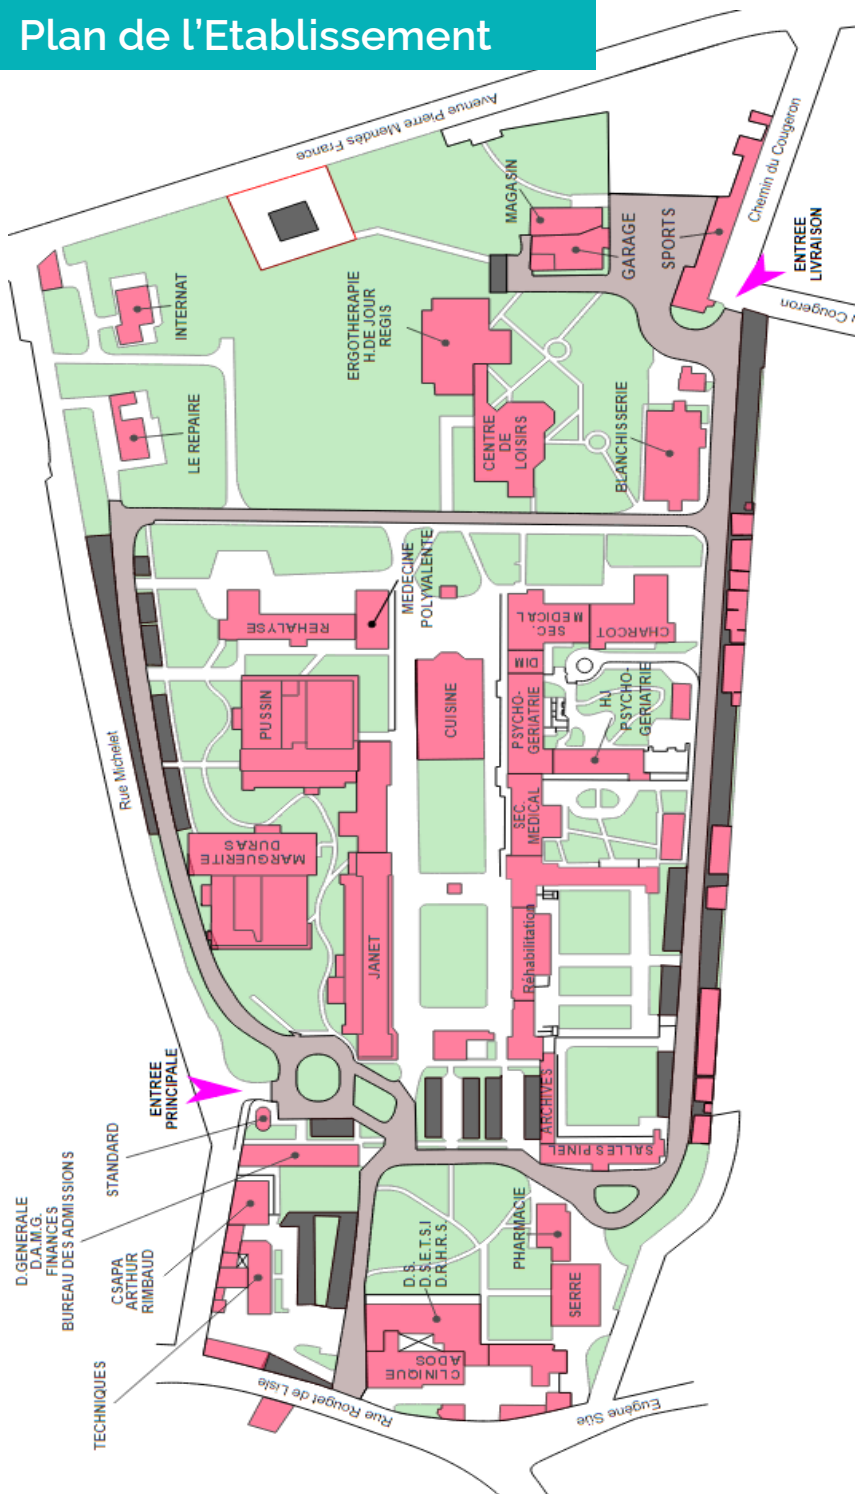 Plan de l'Etablissement
Avenue Pierre Mendès France
Chemin du Cougeron
MAGASIN
GARAGE
SPORTS
ENTREE
LIVRAISON
Cougeron
INTERNAT
ERGOTHERAPIE
H.DE JOUR
REGIS
LE REPAIRE
CENTRE
DE
LOISIRS
BLANCHISSERIE
MEDECINE
POLYVALENTE
REHALYSE
SEC.
MEDICAL
CHARCOT
DIM
PUSSIN
CUISINE
PSYCHO-
GERIATRIE
HJ
PSYCHO-
GERIATRIE
Rue Michelet
SEC.
MEDICAL
MARGUERITE
DURAS
JANET
Réhabilitation
ENTREE
PRINCIPALE
ARCHIVES
SALLES PINEL
STANDARD
D.GENERALE
D.A.M.G.
FINANCES
BUREAU DES ADMISSIONS
CSAPA
ARTHUR
RIMBAUD
D.S.
D.S.E.T.S.I
D.R.H.R.S.
PHARMACIE
SERRE
CLINIQUE
ADOS
TECHNIQUES
Rue Rouget de Lisle
Eugène Süe